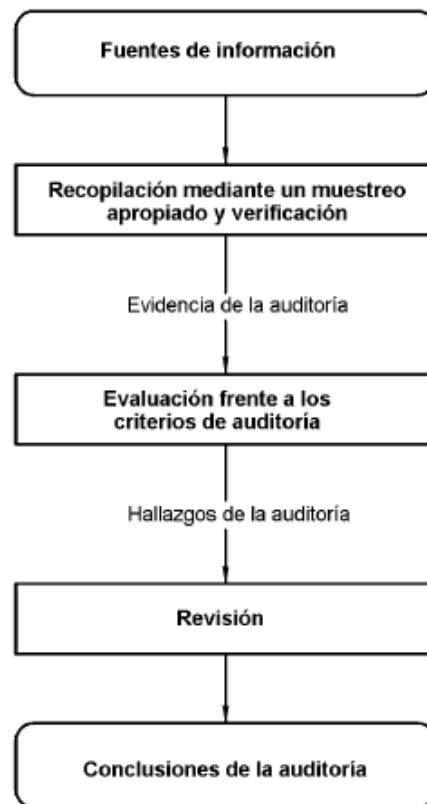 Fuentes de información
Recopilación mediante un muestreo
apropiado y verificación
Evidencia de la auditoría
Evaluación frente a los
criterios de auditoría
Hallazgos de la auditoría
Revisión
Conclusiones de la auditoría